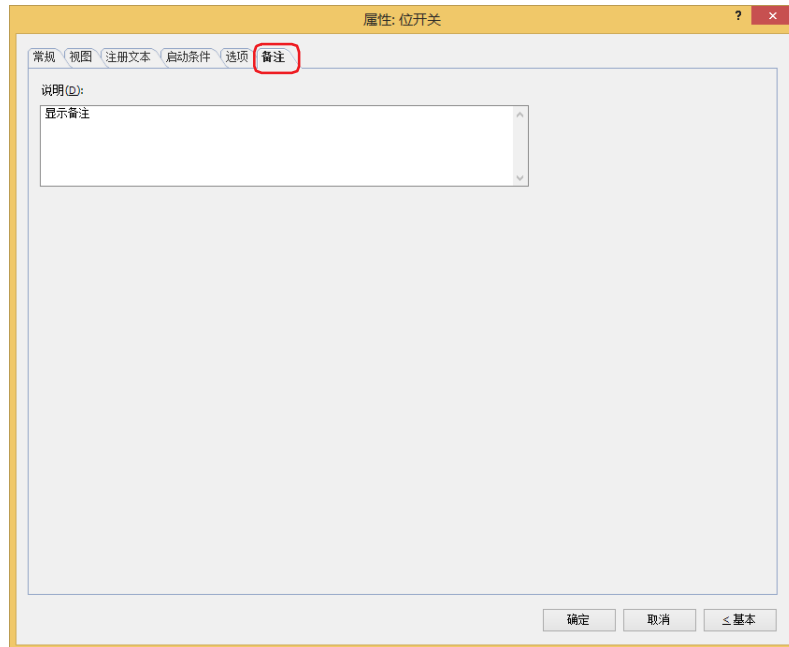 属性: 位开关
? ×
常规 视图 注册文本 启动条件 选项 备注
说明(D):
显示备注
确定 取消 ≤基本